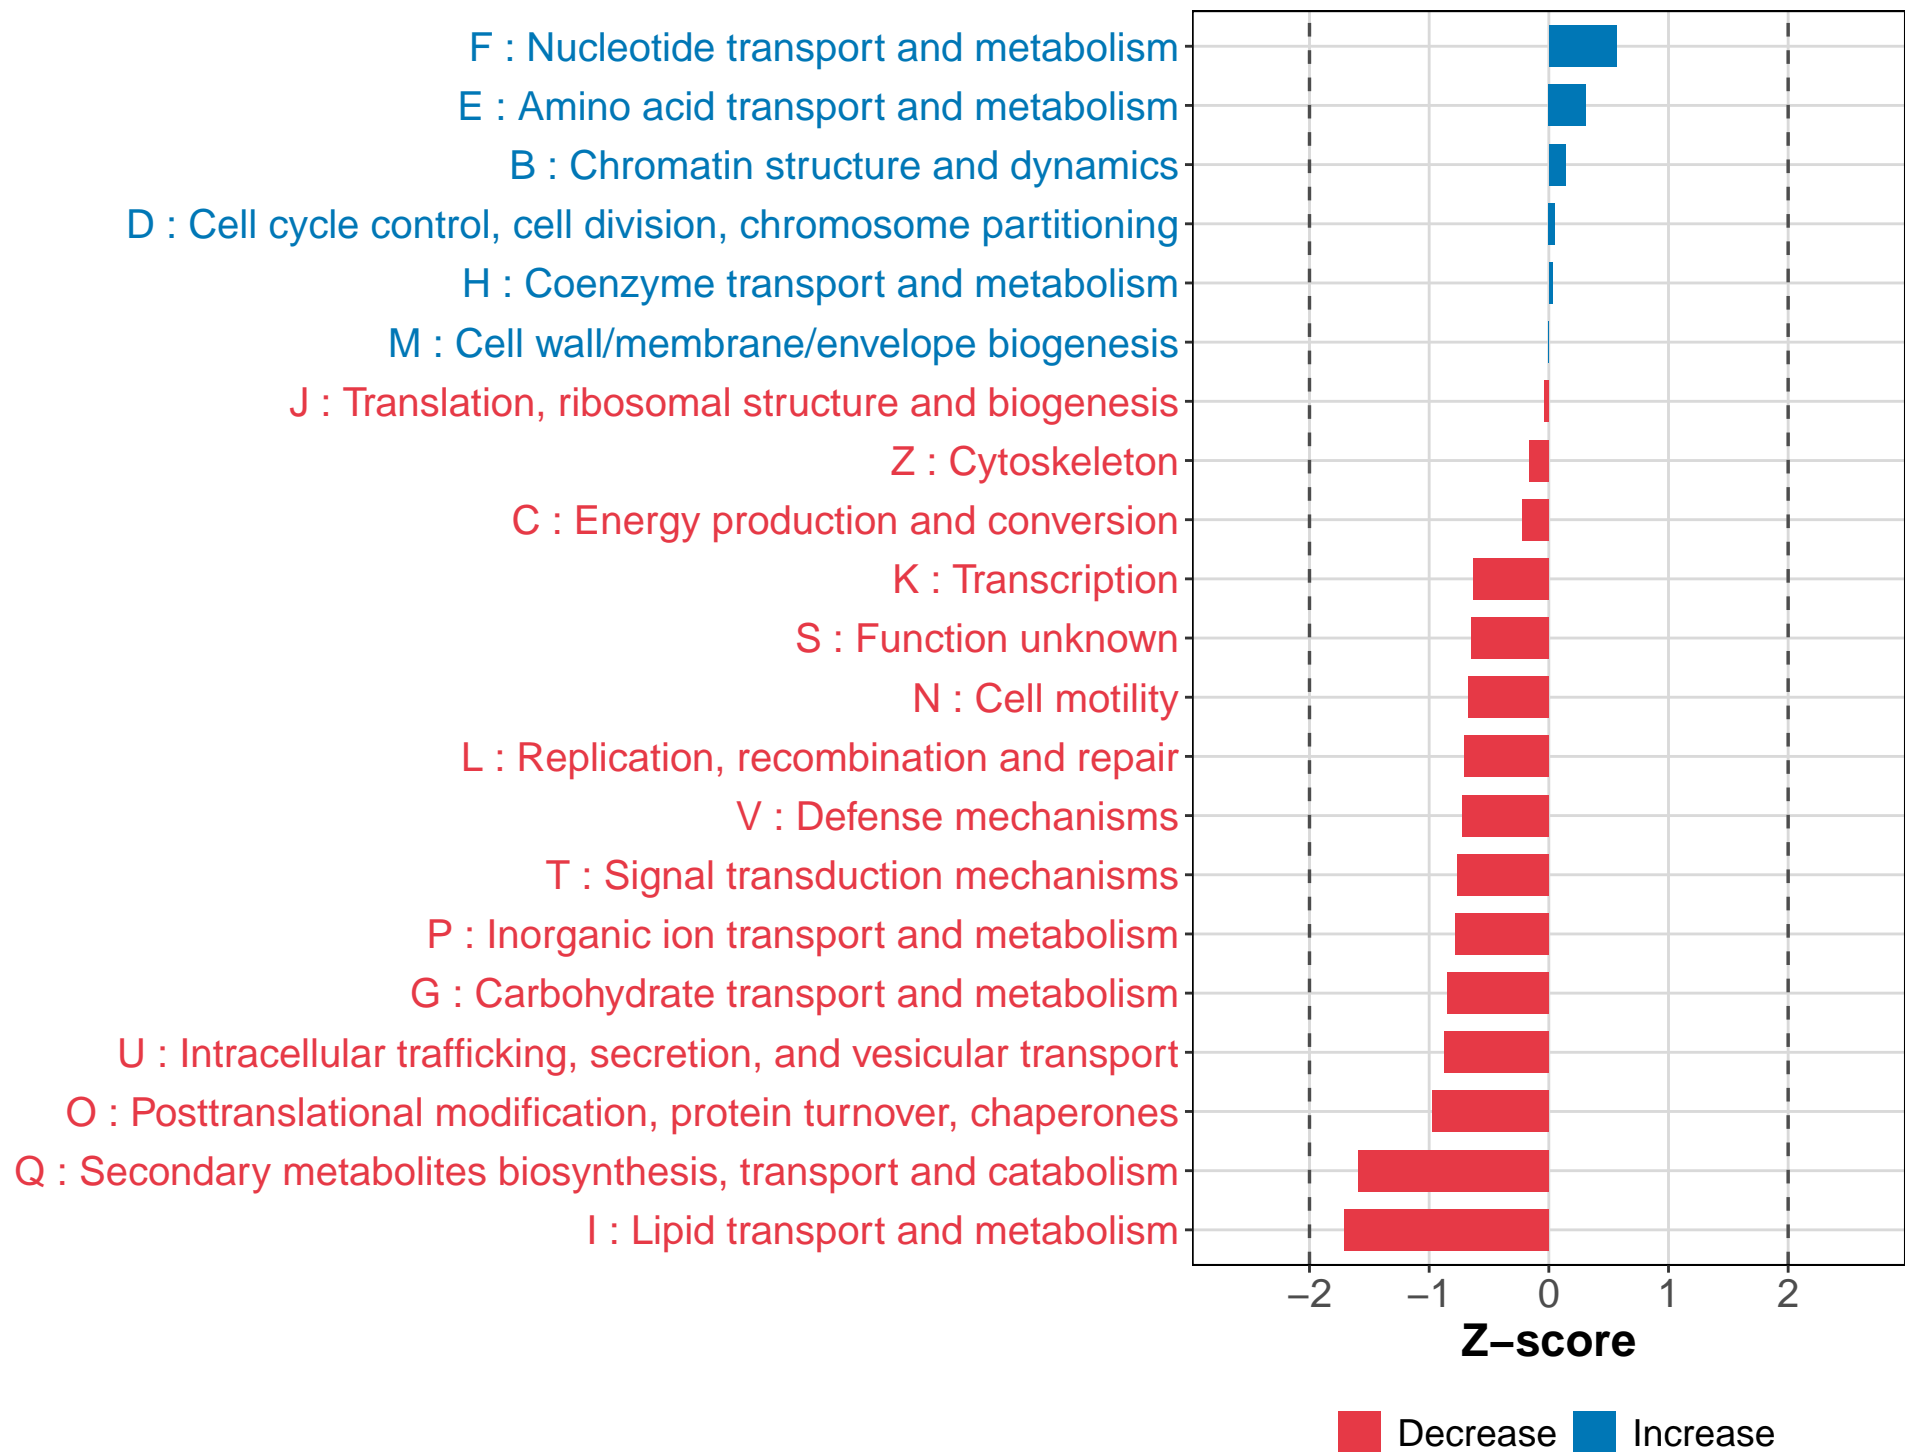 F : Nucleotide transport and metabolism
E : Amino acid transport and metabolism
B : Chromatin structure and dynamics
D : Cell cycle control, cell division, chromosome partitioning
H : Coenzyme transport and metabolism
M : Cell wall/membrane/envelope biogenesis
J : Translation, ribosomal structure and biogenesis
Z : Cytoskeleton
C : Energy production and conversion
K : Transcription
S : Function unknown
N : Cell motility
L : Replication, recombination and repair
V : Defense mechanisms
T : Signal transduction mechanisms
P : Inorganic ion transport and metabolism
G : Carbohydrate transport and metabolism
U : Intracellular trafficking, secretion, and vesicular transport
O : Posttranslational modification, protein turnover, chaperones
Q : Secondary metabolites biosynthesis, transport and catabolism
I : Lipid transport and metabolism
−2 −1 0 1 2
Z−score
Decrease Increase